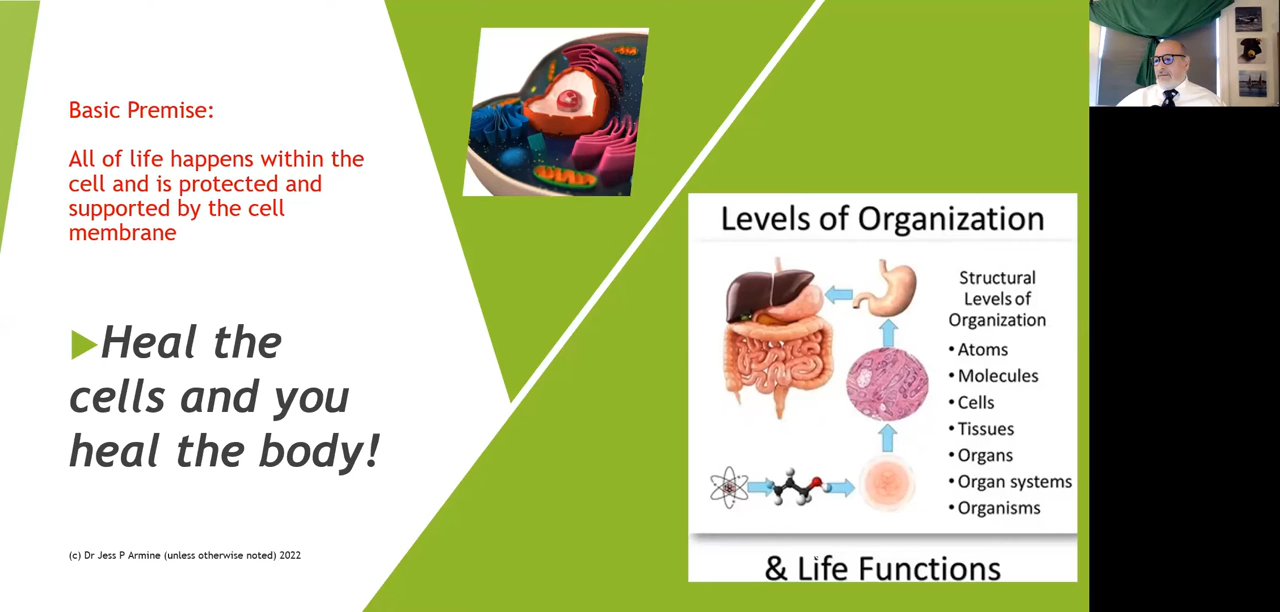 Basic Premise:
All of life happens within the
cell and is protected and
supported by the cell
membrane
Heal the
cells and you
heal the body!
(c) Dr Jess P Armine (unless otherwise noted) 2022
Levels of Organization
Structural
Levels of
Organization
• Atoms
• Molecules
• Cells
• Tissues
• Organs
• Organ systems
• Organisms
& Life Functions